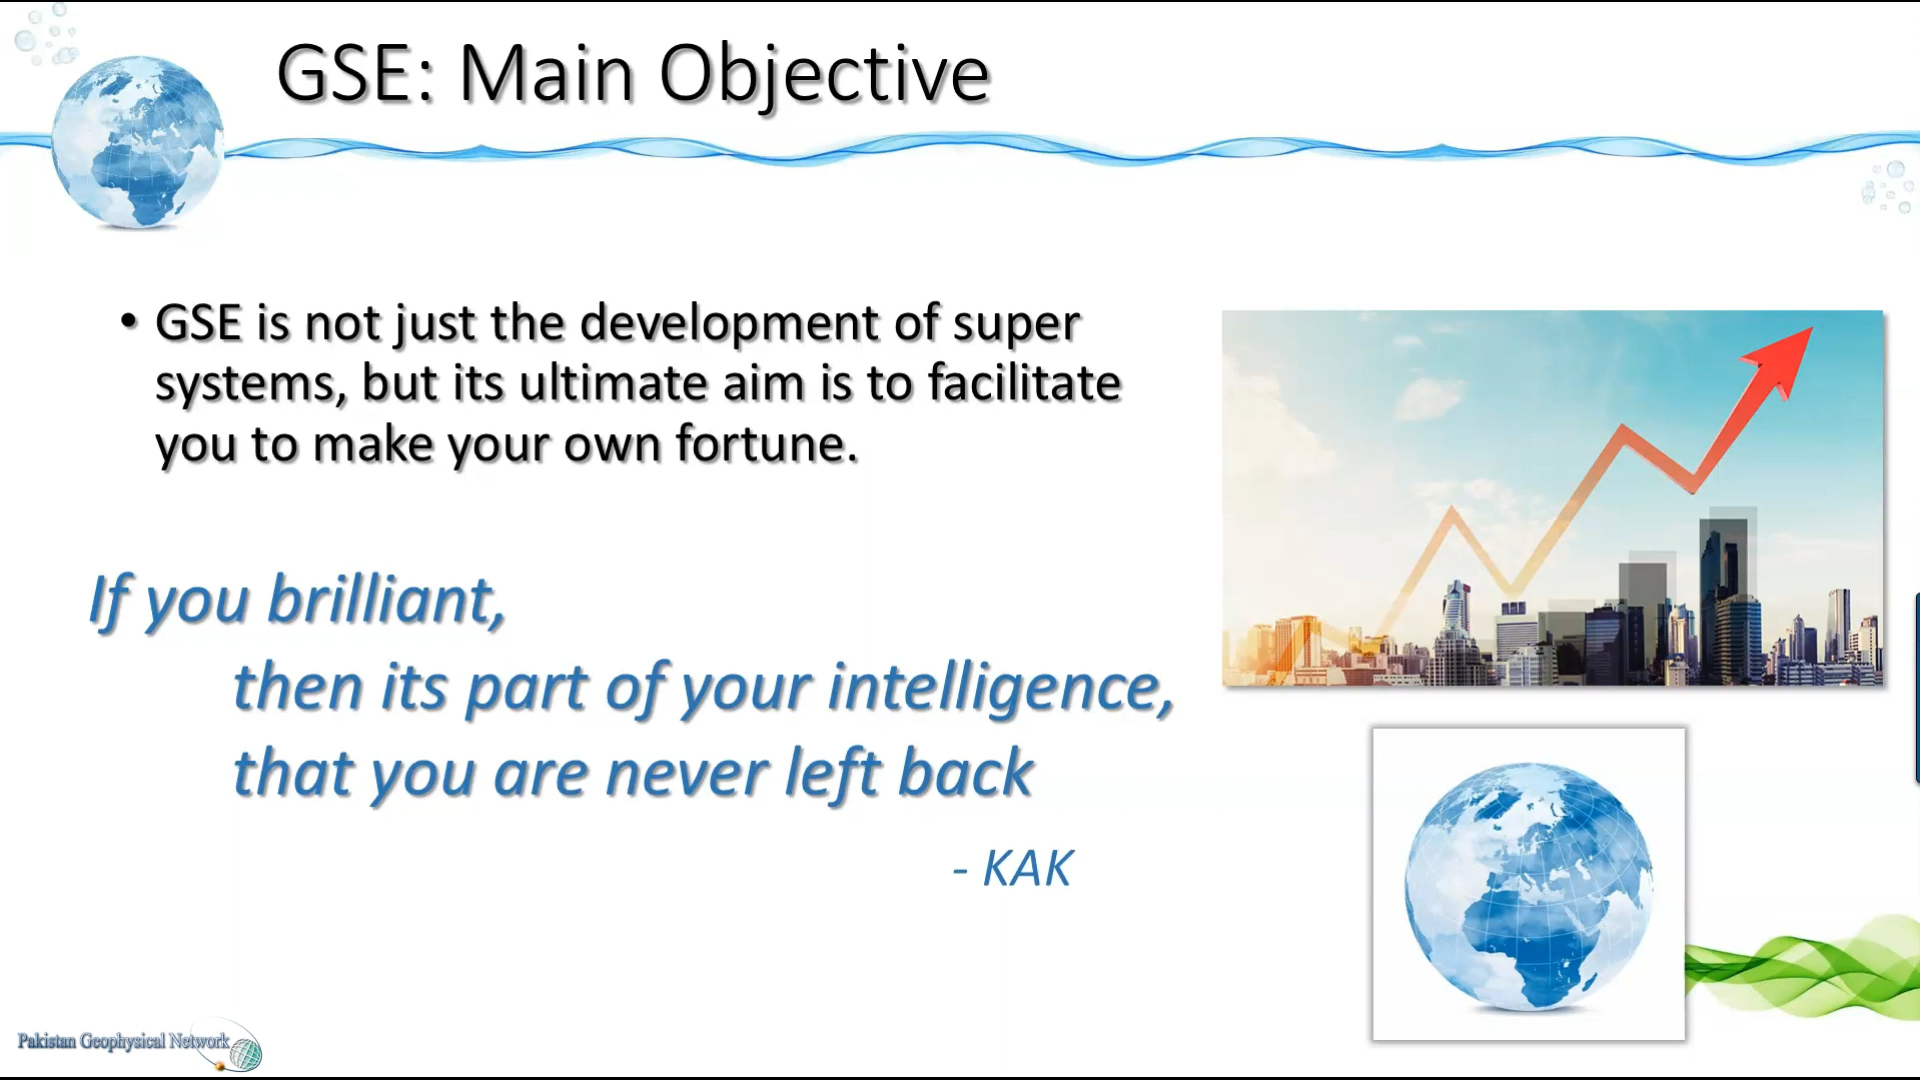 GSE: Main Objective
• GSE is not just the development of super
systems, but its ultimate aim is to facilitate
you to make your own fortune.
If you brilliant,
then its part of your intelligence,
that you are never left back
- KAK
Pakistan Geophysical Network